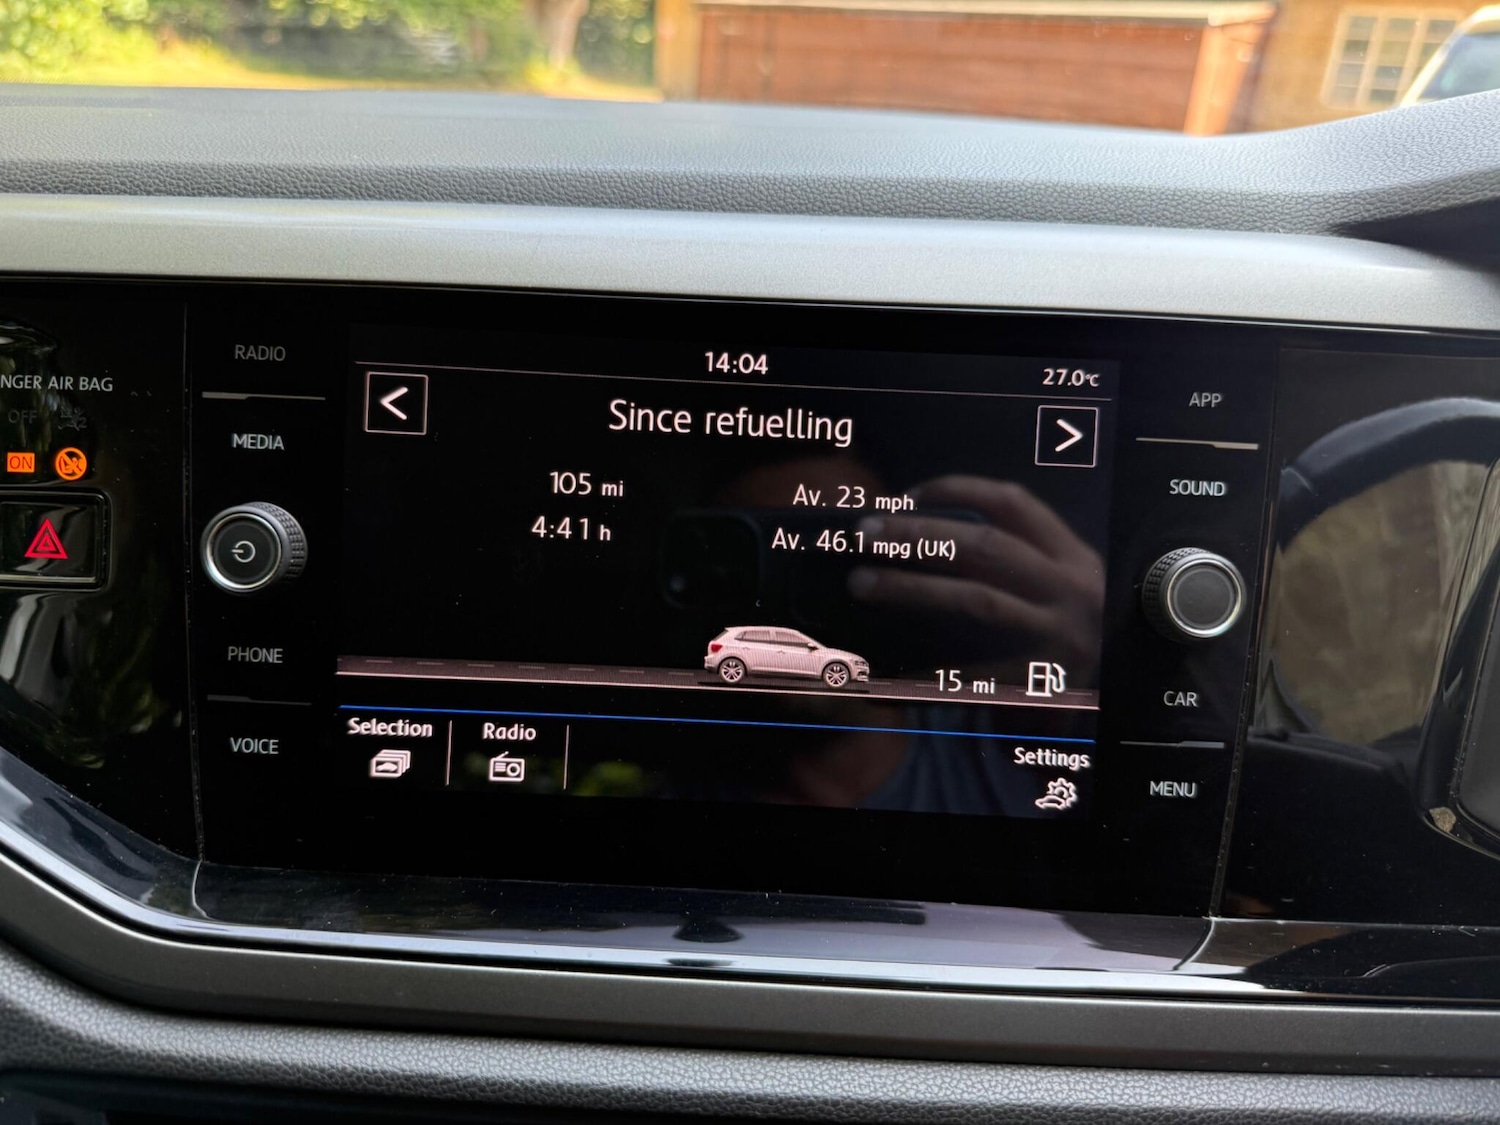 NGER AIR BAG
OFF
ON
RADIO
MEDIA
PHONE
VOICE
14:04
27.0°C
Since refuelling
105 mi
Av. 23 mph
4:41 h
Av. 46.1 mpg (UK)
15 mi
Selection
Radio
Settings
APP
SOUND
CAR
MENU